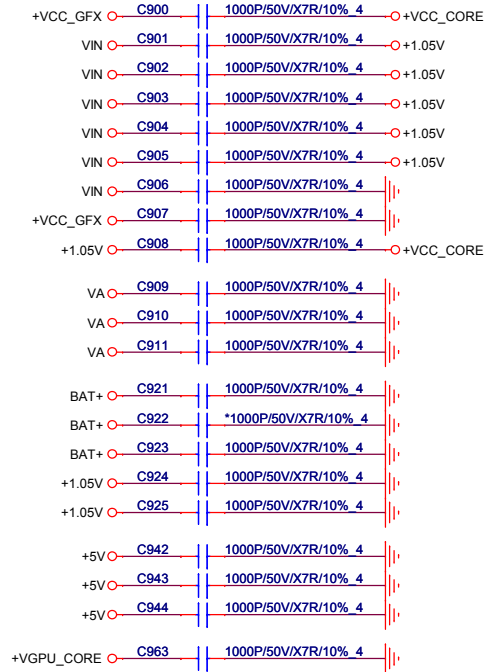 +VCC_GFX C900 1000P/50V/X7R/10%_4 +VCC_CORE
VIN C901 1000P/50V/X7R/10%_4 +1.05V
VIN C902 1000P/50V/X7R/10%_4 +1.05V
VIN C903 1000P/50V/X7R/10%_4 +1.05V
VIN C904 1000P/50V/X7R/10%_4 +1.05V
VIN C905 1000P/50V/X7R/10%_4 +1.05V
VIN C906 1000P/50V/X7R/10%_4
+VCC_GFX C907 1000P/50V/X7R/10%_4
+1.05V C908 1000P/50V/X7R/10%_4 +VCC_CORE
VA C909 1000P/50V/X7R/10%_4
VA C910 1000P/50V/X7R/10%_4
VA C911 1000P/50V/X7R/10%_4
BAT+ C921 1000P/50V/X7R/10%_4
BAT+ C922 *1000P/50V/X7R/10%_4
BAT+ C923 1000P/50V/X7R/10%_4
+1.05V C924 1000P/50V/X7R/10%_4
+1.05V C925 1000P/50V/X7R/10%_4
+5V C942 1000P/50V/X7R/10%_4
+5V C943 1000P/50V/X7R/10%_4
+5V C944 1000P/50V/X7R/10%_4
+VGPU_CORE C963 1000P/50V/X7R/10%_4